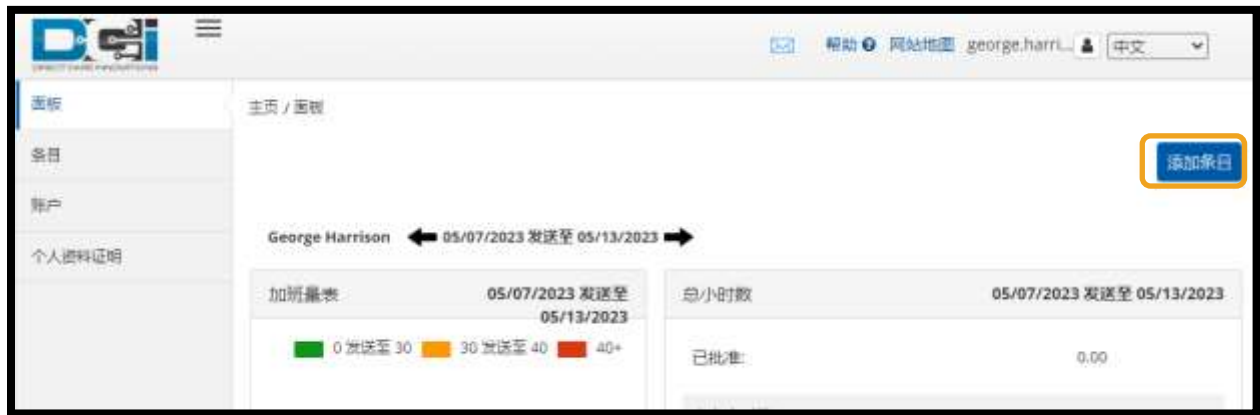 DCI
帮助 网站地图 george.harri... 中文
面板
主页 / 面板
条目
添加条目
账户
George Harrison 05/07/2023 发送至 05/13/2023
个人资料证明
加班量表 05/07/2023 发送至
05/13/2023
总小时数 05/07/2023 发送至 05/13/2023
0 发送至 30 30 发送至 40 40+
已批准: 0.00